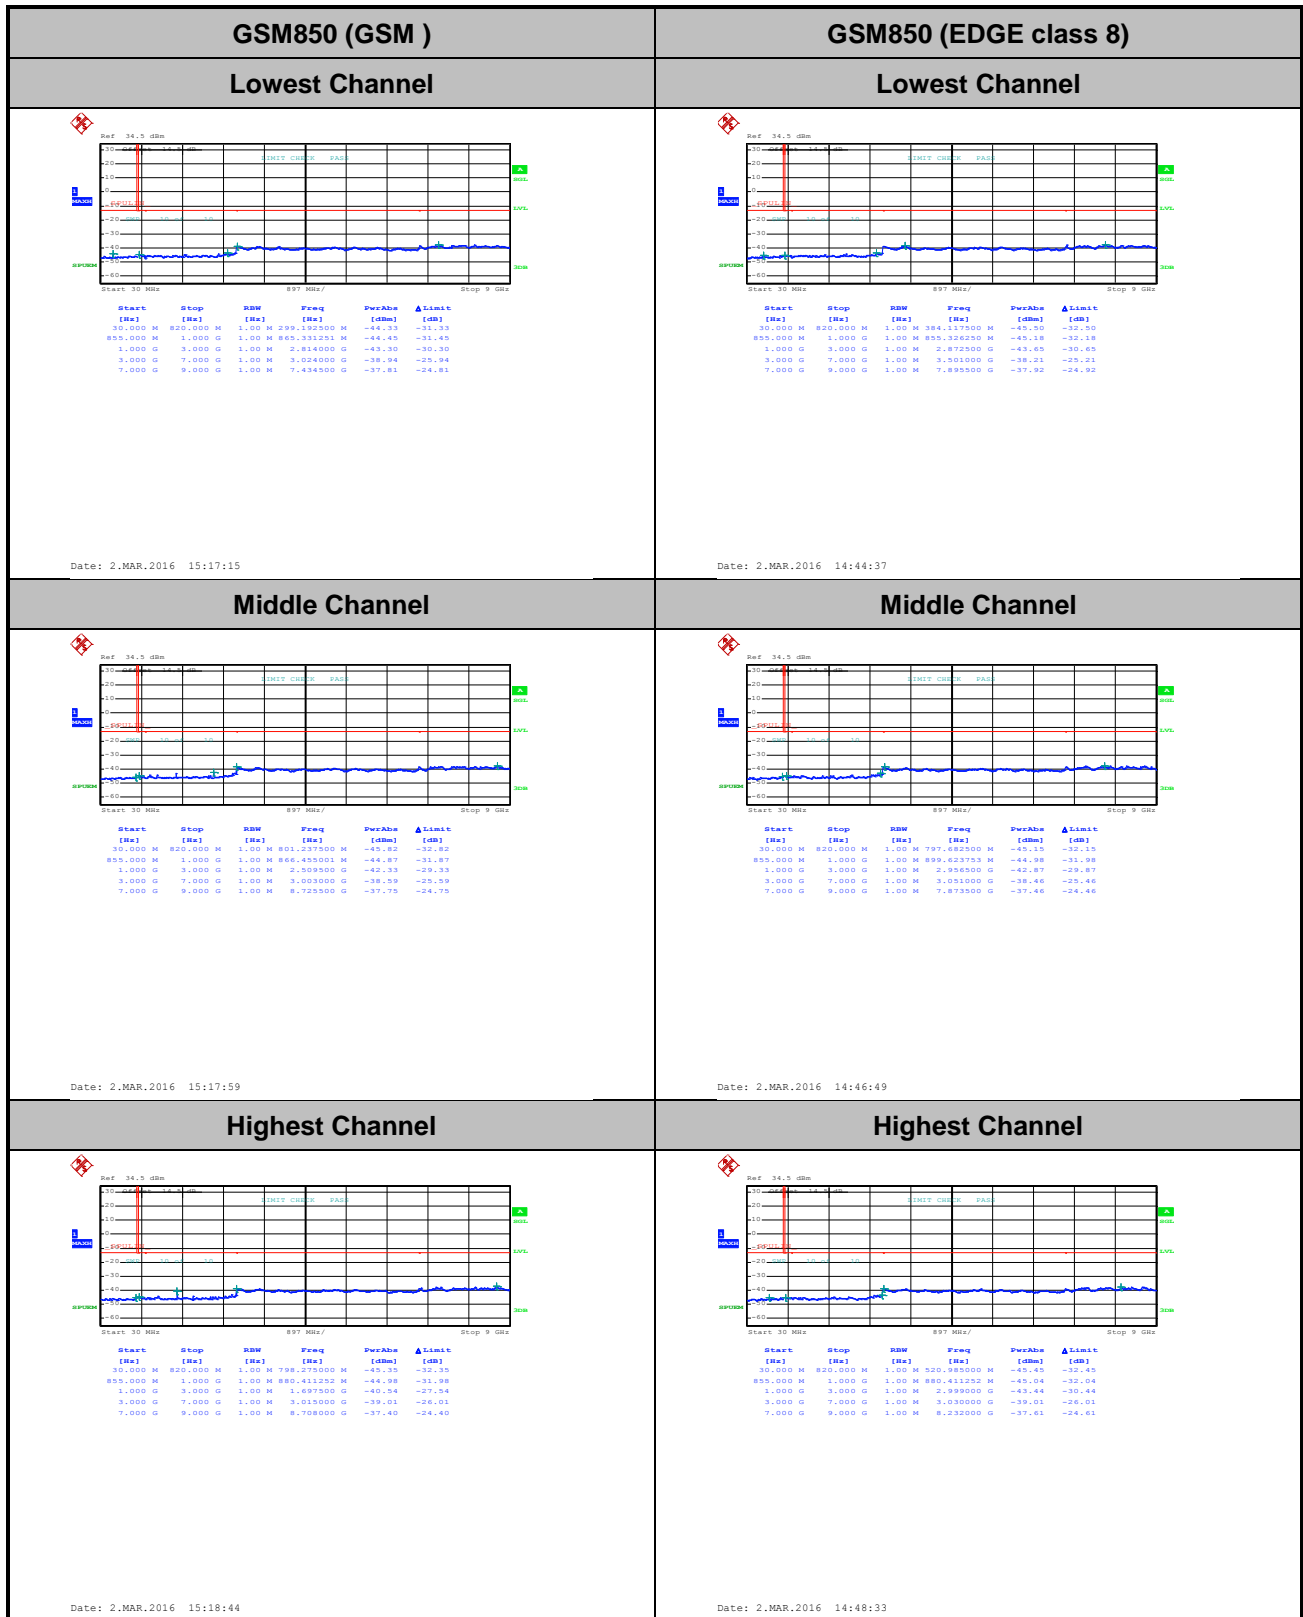 GSM850 (GSM )
GSM850 (EDGE class 8)
Lowest Channel
Lowest Channel
Ref 34.5 dBm
Offset 14.5 dB
LIMIT CHECK PASS
Start 30 MHz 897 MHz/ Stop 9 GHz
Start Stop RBW Freq PwrAbs ΔLimit
[Hz] [Hz] [Hz] [Hz] [dBm] [dB]
30.000 M 820.000 M 1.00 M 299.192500 M -44.33 -31.33
855.000 M 1.000 G 1.00 M 865.331251 M -44.45 -31.45
1.000 G 3.000 G 1.00 M 2.814000 G -43.94 -30.94
3.000 G 7.000 G 1.00 M 3.024000 G -38.94 -25.94
7.000 G 9.000 G 1.00 M 7.434500 G -37.81 -24.81
Date: 2.MAR.2016 15:17:15
Ref 34.5 dBm
Offset 14.5 dB
LIMIT CHECK PASS
Start 30 MHz 897 MHz/ Stop 9 GHz
Start Stop RBW Freq PwrAbs ΔLimit
[Hz] [Hz] [Hz] [Hz] [dBm] [dB]
30.000 M 820.000 M 1.00 M 384.117500 M -45.50 -32.50
855.000 M 1.000 G 1.00 M 855.326250 M -45.18 -32.18
1.000 G 3.000 G 1.00 M 2.872500 G -43.65 -30.65
3.000 G 7.000 G 1.00 M 3.501000 G -38.21 -25.21
7.000 G 9.000 G 1.00 M 7.895500 G -37.92 -24.92
Date: 2.MAR.2016 14:44:37
Middle Channel
Middle Channel
Ref 34.5 dBm
Offset 14.5 dB
LIMIT CHECK PASS
Start 30 MHz 897 MHz/ Stop 9 GHz
Start Stop RBW Freq PwrAbs ΔLimit
[Hz] [Hz] [Hz] [Hz] [dBm] [dB]
30.000 M 820.000 M 1.00 M 801.237500 M -45.82 -32.82
855.000 M 1.000 G 1.00 M 866.455001 M -44.87 -31.87
1.000 G 3.000 G 1.00 M 2.509500 G -42.33 -29.33
3.000 G 7.000 G 1.00 M 3.003000 G -38.59 -25.59
7.000 G 9.000 G 1.00 M 8.725500 G -37.75 -24.75
Date: 2.MAR.2016 15:17:59
Ref 34.5 dBm
Offset 14.5 dB
LIMIT CHECK PASS
Start 30 MHz 897 MHz/ Stop 9 GHz
Start Stop RBW Freq PwrAbs ΔLimit
[Hz] [Hz] [Hz] [Hz] [dBm] [dB]
30.000 M 820.000 M 1.00 M 797.682500 M -45.15 -32.15
855.000 M 1.000 G 1.00 M 899.623753 M -44.98 -31.98
1.000 G 3.000 G 1.00 M 2.956500 G -42.87 -29.87
3.000 G 7.000 G 1.00 M 3.051000 G -38.46 -25.46
7.000 G 9.000 G 1.00 M 7.873500 G -37.46 -24.46
Date: 2.MAR.2016 14:46:49
Highest Channel
Highest Channel
Ref 34.5 dBm
Offset 14.5 dB
LIMIT CHECK PASS
Start 30 MHz 897 MHz/ Stop 9 GHz
Start Stop RBW Freq PwrAbs ΔLimit
[Hz] [Hz] [Hz] [Hz] [dBm] [dB]
30.000 M 820.000 M 1.00 M 798.275000 M -45.35 -32.35
855.000 M 1.000 G 1.00 M 880.411252 M -44.98 -31.98
1.000 G 3.000 G 1.00 M 1.697500 G -40.54 -27.54
3.000 G 7.000 G 1.00 M 3.015000 G -39.01 -26.01
7.000 G 9.000 G 1.00 M 8.708000 G -37.40 -24.40
Date: 2.MAR.2016 15:18:44
Ref 34.5 dBm
Offset 14.5 dB
LIMIT CHECK PASS
Start 30 MHz 897 MHz/ Stop 9 GHz
Start Stop RBW Freq PwrAbs ΔLimit
[Hz] [Hz] [Hz] [Hz] [dBm] [dB]
30.000 M 820.000 M 1.00 M 520.985000 M -45.45 -32.45
855.000 M 1.000 G 1.00 M 880.411252 M -45.04 -32.04
1.000 G 3.000 G 1.00 M 2.999000 G -43.44 -30.44
3.000 G 7.000 G 1.00 M 3.030000 G -39.01 -26.01
7.000 G 9.000 G 1.00 M 8.232000 G -37.61 -24.61
Date: 2.MAR.2016 14:48:33